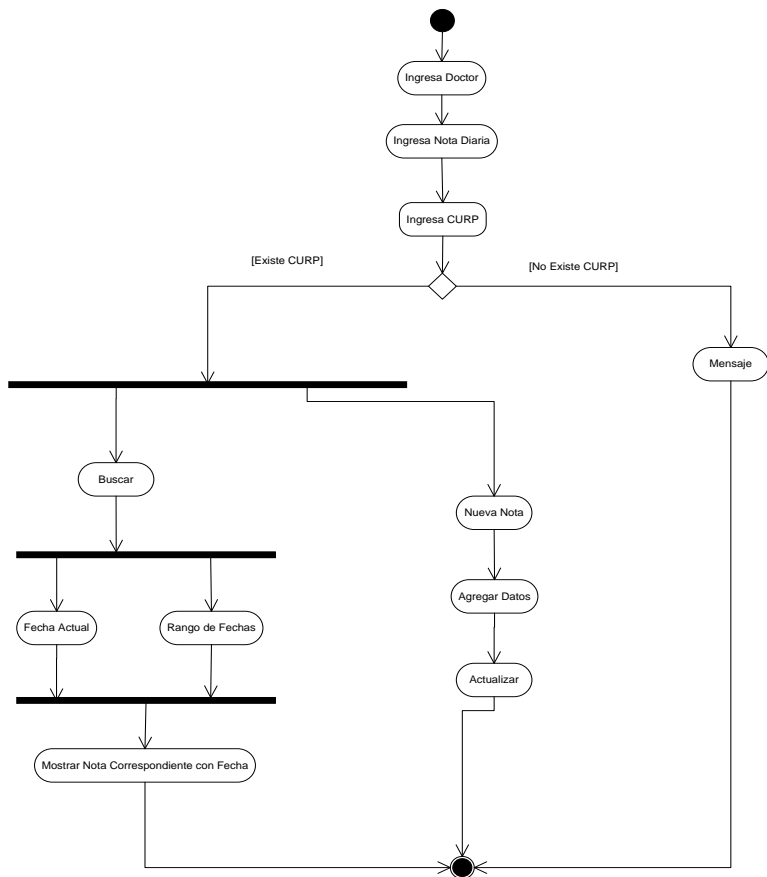 Ingresa Doctor
Ingresa Nota Diaria
Ingresa CURP
[Existe CURP]
[No Existe CURP]
Mensaje
Buscar
Nueva Nota
Agregar Datos
Fecha Actual
Rango de Fechas
Actualizar
Mostrar Nota Correspondiente con Fecha